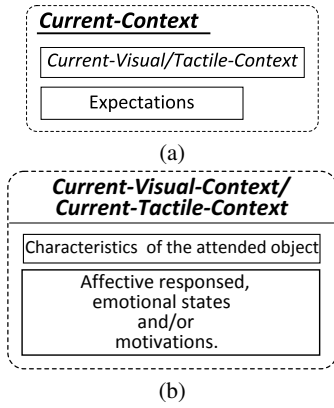 Current-Context
Current-Visual/Tactile-Context
Expectations
(a)
Current-Visual-Context/
Current-Tactile-Context
Characteristics of the attended object
Affective responsed,
emotional states
and/or
motivations.
(b)